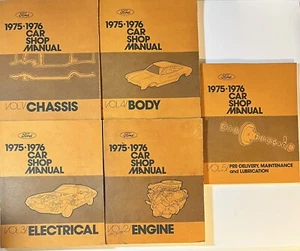 Ford
1975·1976
CAR
SHOP
MANUAL
VOL 1 CHASSIS
Ford
1975·1976
CAR
SHOP
MANUAL
VOL 4 BODY
Ford
1975·1976
CAR
SHOP
MANUAL
VOL 3 ELECTRICAL
Ford
1975·1976
CAR
SHOP
MANUAL
VOL 2 ENGINE
Ford
1975·1976
CAR
SHOP
MANUAL
VOL 5 PRE-DELIVERY, MAINTENANCE
and LUBRICATION